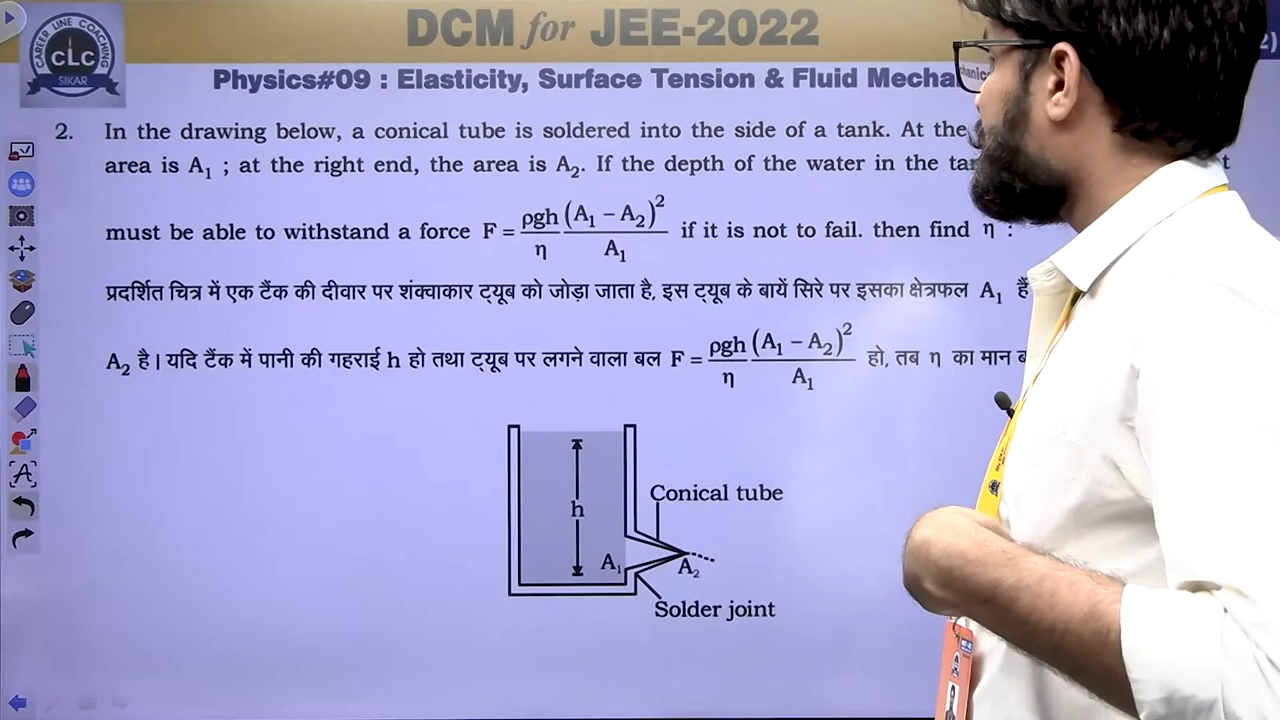 DCM for JEE-2022
CAREER LINE COACHING
CLC
SIKAR
2)
Physics#09 : Elasticity, Surface Tension & Fluid Mecha
hanics
2. In the drawing below, a conical tube is soldered into the side of a tank. At the
area is A₁ ; at the right end, the area is A₂. If the depth of the water in the tan t
must be able to withstand a force F = ρgh/η (A₁ – A₂)²/A₁ if it is not to fail. then find η :
प्रदर्शित चित्र में एक टैंक की दीवार पर शंक्वाकार ट्यूब को जोड़ा जाता है, इस ट्यूब के बायें सिरे पर इसका क्षेत्रफल A₁ हैं
A₂ है। यदि टैंक में पानी की गहराई h हो तथा ट्यूब पर लगने वाला बल F = ρgh/η (A₁ – A₂)²/A₁ हो, तब η का मान ब
Conical tube
h
A₁
A₂
Solder joint